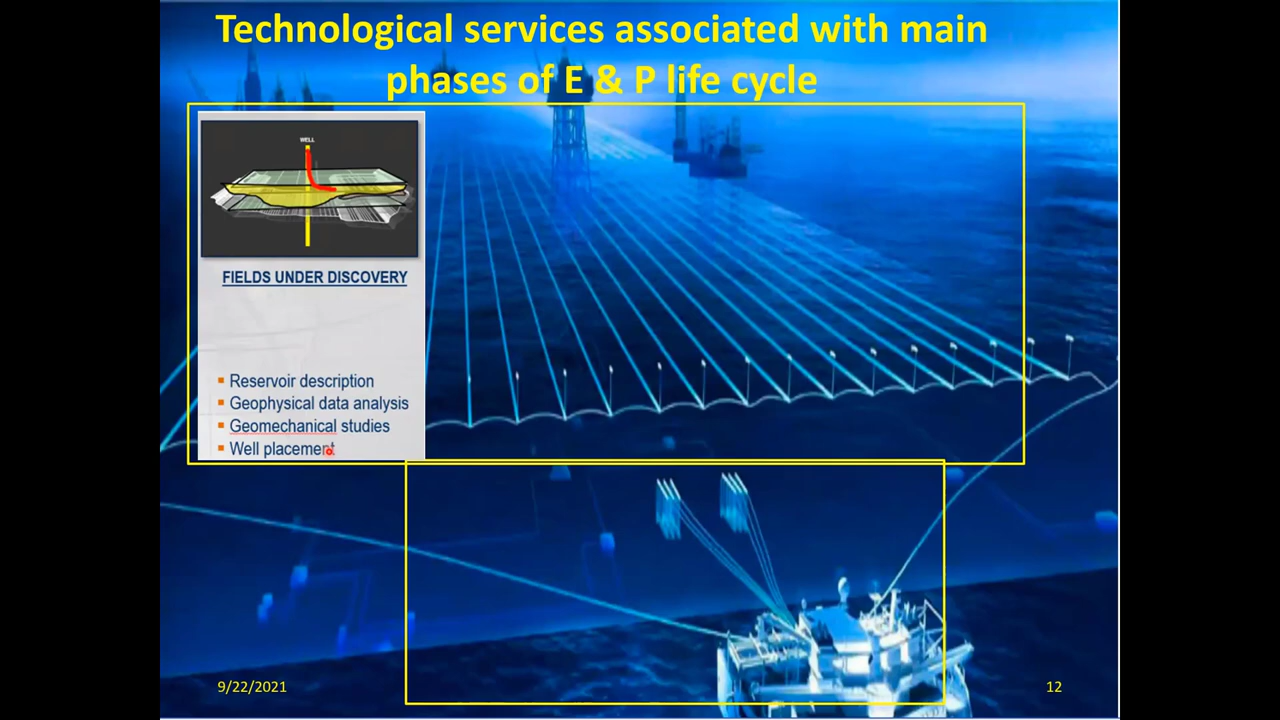 Technological services associated with main
phases of E & P life cycle
WELL
FIELDS UNDER DISCOVERY
▪ Reservoir description
▪ Geophysical data analysis
▪ Geomechanical studies
▪ Well placement
9/22/2021
12